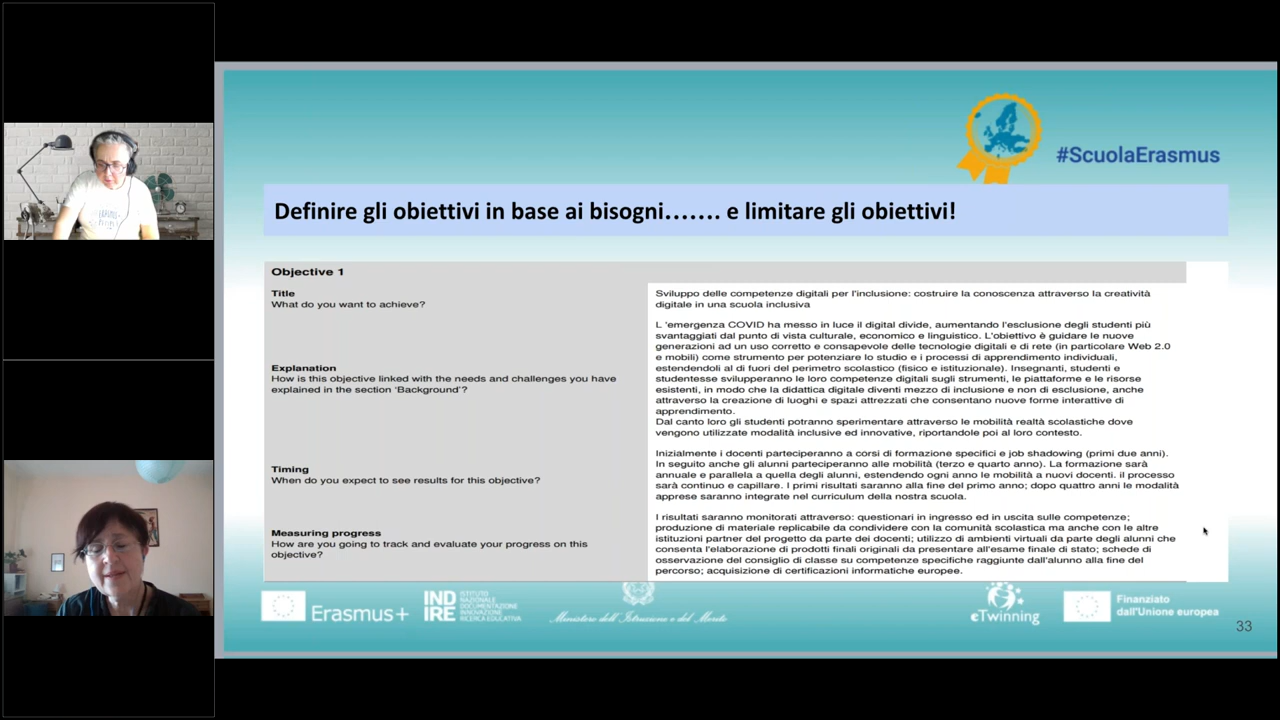 #ScuolaErasmus
Definire gli obiettivi in base ai bisogni……. e limitare gli obiettivi!
Objective 1
Title
What do you want to achieve?
Sviluppo delle competenze digitali per l'inclusione: costruire la conoscenza attraverso la creatività
digitale in una scuola inclusiva
Explanation
How is this objective linked with the needs and challenges you have
explained in the section 'Background'?
L 'emergenza COVID ha messo in luce il digital divide, aumentando l'esclusione degli studenti più
svantaggiati dal punto di vista culturale, economico e linguistico. L'obiettivo è guidare le nuove
generazioni ad un uso corretto e consapevole delle tecnologie digitali e di rete (in particolare Web 2.0
e mobili) come strumento per potenziare lo studio e i processi di apprendimento individuali,
estendendoli al di fuori del perimetro scolastico (fisico e istituzionale). Insegnanti, studenti e
studentesse svilupperanno le loro competenze digitali sugli strumenti, le piattaforme e le risorse
esistenti, in modo che la didattica digitale diventi mezzo di inclusione e non di esclusione, anche
attraverso la creazione di luoghi e spazi attrezzati che consentano nuove forme interattive di
apprendimento.
Dal canto loro gli studenti potranno sperimentare attraverso le mobilità realtà scolastiche dove
vengono utilizzate modalità inclusive ed innovative, riportandole poi al loro contesto.
Timing
When do you expect to see results for this objective?
Inizialmente i docenti parteciperanno a corsi di formazione specifici e job shadowing (primi due anni).
In seguito anche gli alunni parteciperanno alle mobilità (terzo e quarto anno). La formazione sarà
annuale e parallela a quella degli alunni, estendendo ogni anno le mobilità a nuovi docenti. il processo
sarà continuo e capillare. I primi risultati saranno alla fine del primo anno; dopo quattro anni le modalità
apprese saranno integrate nel curriculum della nostra scuola.
Measuring progress
How are you going to track and evaluate your progress on this
objective?
I risultati saranno monitorati attraverso: questionari in ingresso ed in uscita sulle competenze;
produzione di materiale replicabile da condividere con la comunità scolastica ma anche con le altre
istituzioni partner del progetto da parte dei docenti; utilizzo di ambienti virtuali da parte degli alunni che
consenta l'elaborazione di prodotti finali originali da presentare all'esame finale di stato; schede di
osservazione del consiglio di classe su competenze specifiche raggiunte dall'alunno alla fine del
percorso; acquisizione di certificazioni informatiche europee.
Erasmus+
INDIRE
ISTITUTO
NAZIONALE
DOCUMENTAZIONE
INNOVAZIONE
RICERCA EDUCATIVA
Ministero dell'Istruzione e del Merito
eTwinning
Finanziato
dall'Unione europea
33